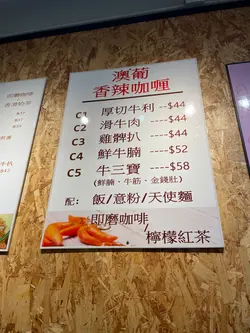 澳葡
香辣咖喱
C1 厚切牛利 --$44
C2 滑牛肉 ----$44
C3 雞髀扒 ---$44
C4 鮮牛腩 ----$52
C5 牛三寶 ----$58
(鮮腩、牛筋、金錢肚)
配: 飯/意粉/天使麵
即磨咖啡/檸檬紅茶